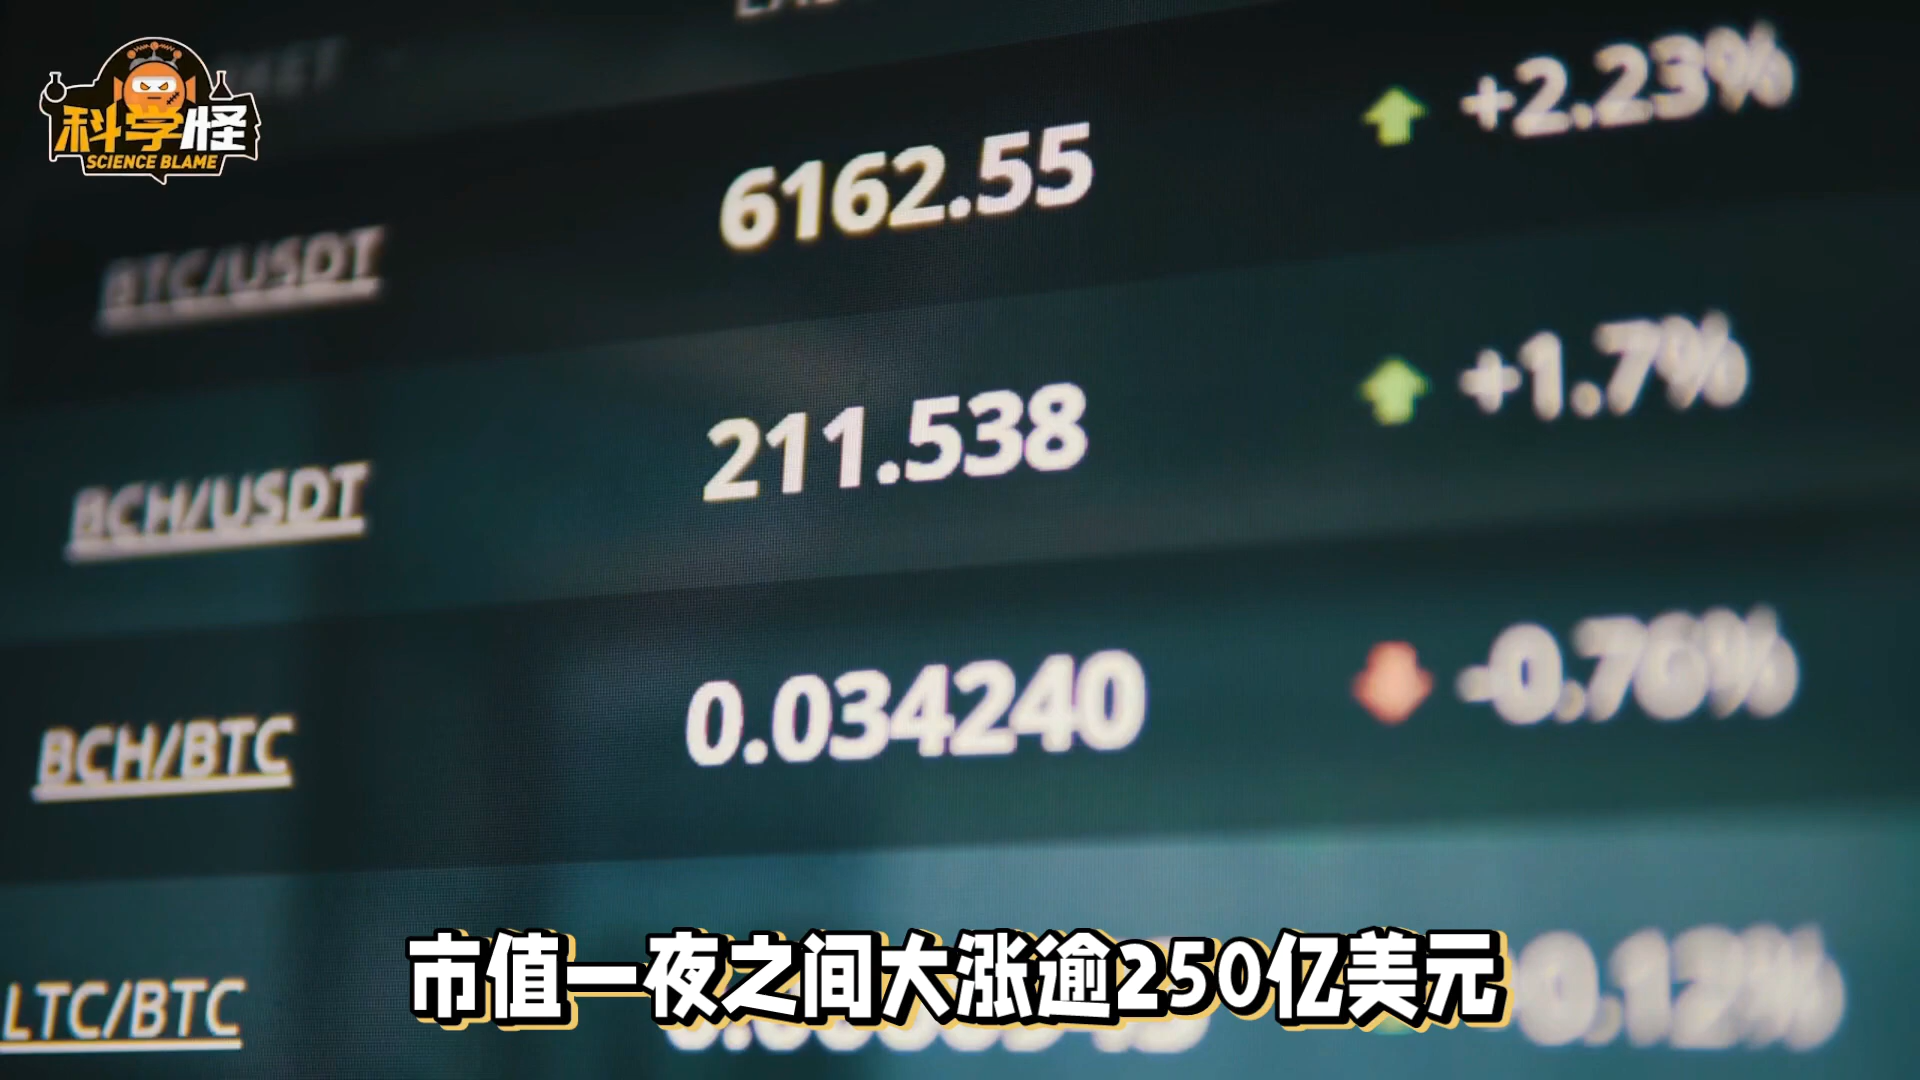 科学怪
SCIENCE BLAME
BTC/USDT 6162.55 +2.23%
BCH/USDT 211.538 +1.7%
BCH/BTC 0.034240 -0.76%
LTC/BTC 0.12%
市值一夜之间大涨逾250亿美元